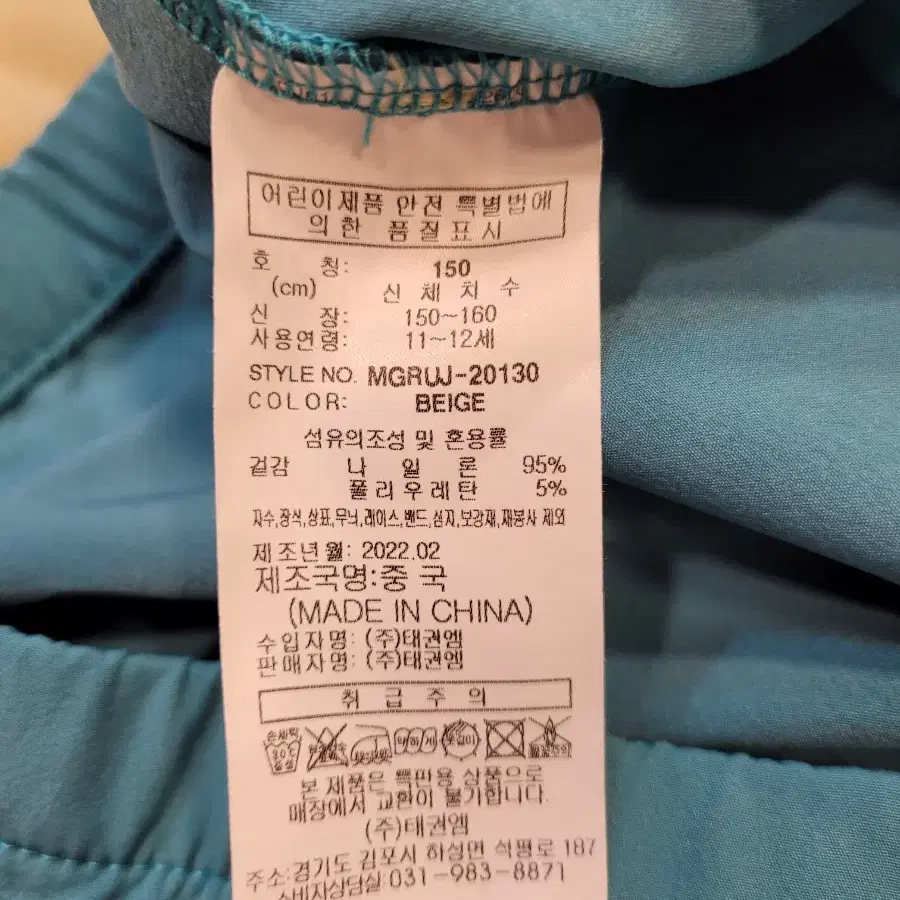 어린이제품 안전 특별법에
의한 품질표시
호 칭: 150
(cm) 신체치수
신 장: 150~160
사용연령: 11~12세
STYLE NO. MGRUJ-20130
COLOR: BEIGE
섬유의조성 및 혼용률
겉감 나일론 95%
폴리우레탄 5%
자수,장식,상표,무늬,레이스,밴드,심지,보강재,재봉사 제외
제조년월: 2022.02
제조국명:중국
(MADE IN CHINA)
수입자명: (주)태권엠
판매자명: (주)태권엠
취급주의
손세탁
30℃
약하게
본 제품은 특판용 상품으로
매장에서 교환이 불가합니다.
(주)태권엠
주소:경기도 김포시 하성면 석평로 187
소비자상담실:031-983-8871